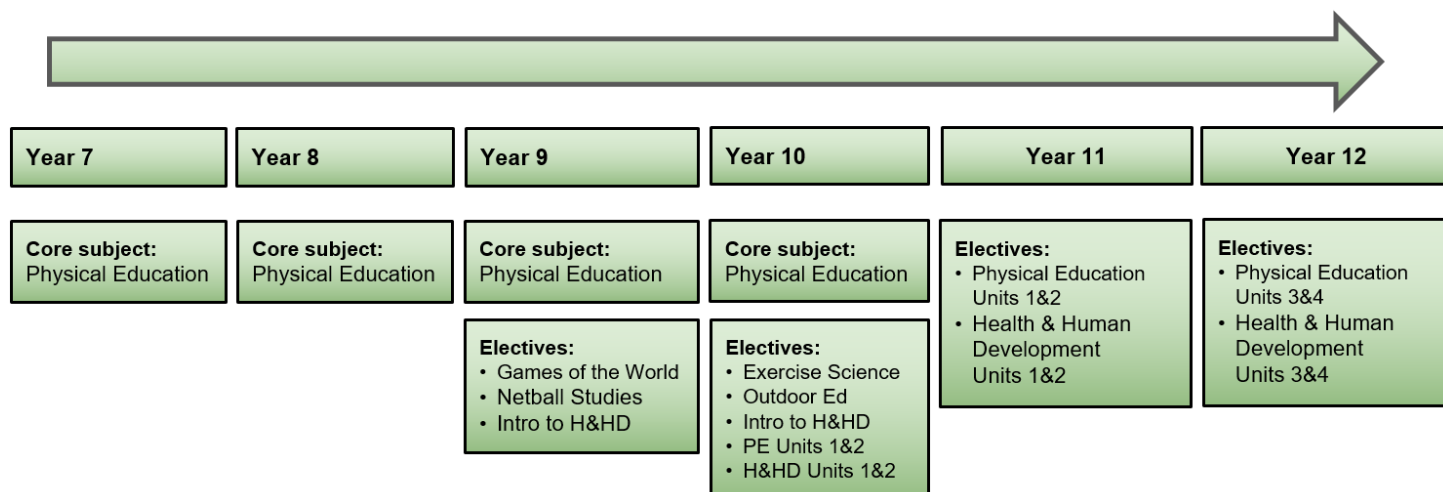 Year 7
Year 8
Year 9
Year 10
Year 11
Year 12
Core subject:
Physical Education
Core subject:
Physical Education
Core subject:
Physical Education
Core subject:
Physical Education
Electives:
• Physical Education
Units 1&2
• Health & Human
Development
Units 1&2
Electives:
• Physical Education
Units 3&4
• Health & Human
Development
Units 3&4
Electives:
• Games of the World
• Netball Studies
• Intro to H&HD
Electives:
• Exercise Science
• Outdoor Ed
• Intro to H&HD
• PE Units 1&2
• H&HD Units 1&2